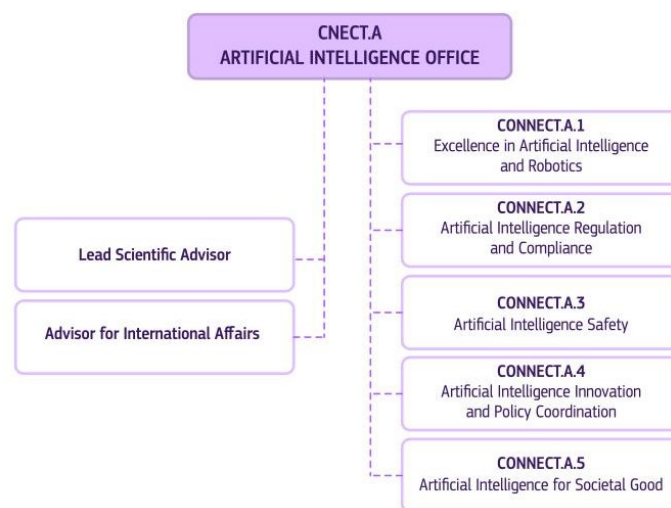 CNECT.A
ARTIFICIAL INTELLIGENCE OFFICE
Lead Scientific Advisor
Advisor for International Affairs
CONNECT.A.1
Excellence in Artificial Intelligence
and Robotics
CONNECT.A.2
Artificial Intelligence Regulation
and Compliance
CONNECT.A.3
Artificial Intelligence Safety
CONNECT.A.4
Artificial Intelligence Innovation
and Policy Coordination
CONNECT.A.5
Artificial Intelligence for Societal Good